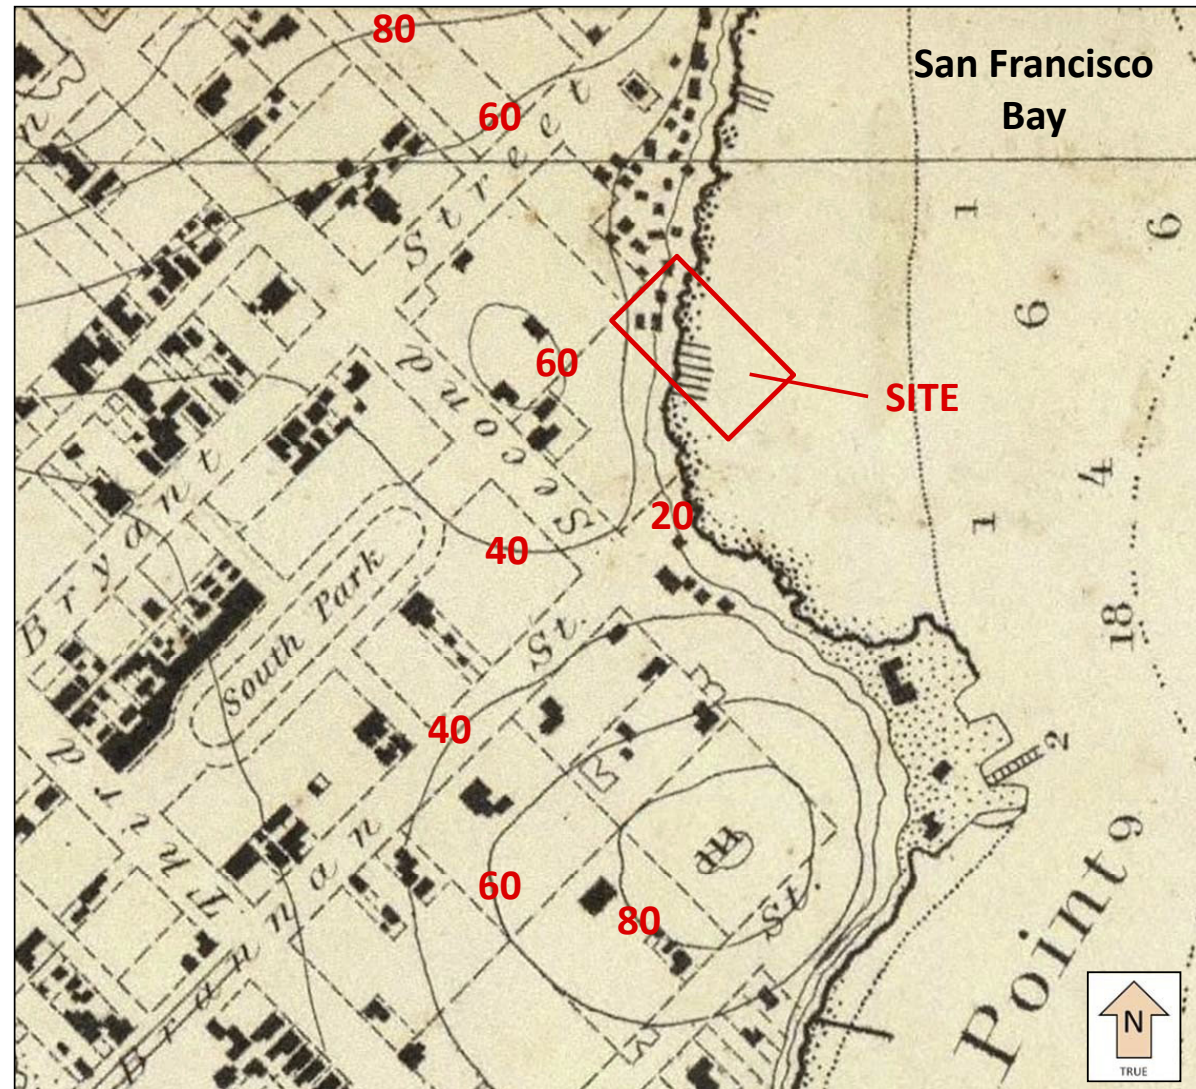 80
San Francisco
Bay
60
Street
1
6
6
60
Second
SITE
4
20
1
40
Bryant
South Park
St.
18
40
2
Third
9
60
80
St
Brannan
Point
N
TRUE